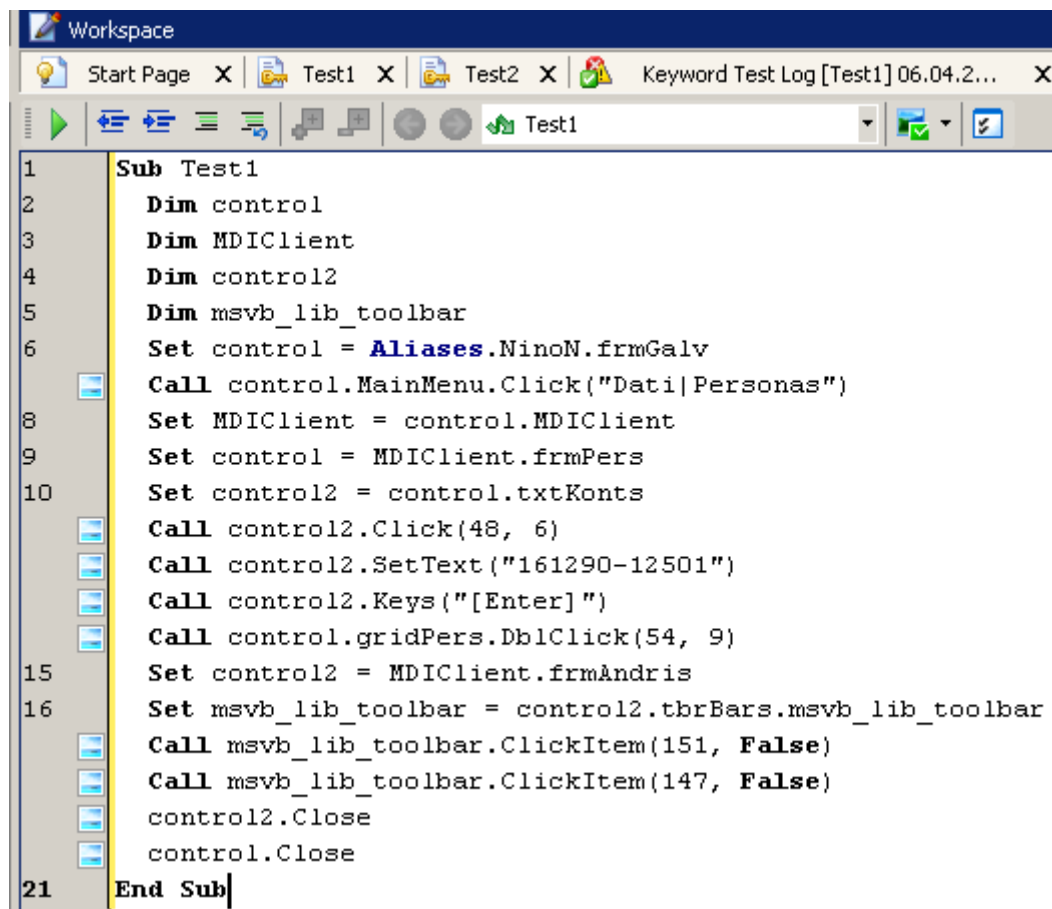 Workspace
Start Page X Test1 X Test2 X Keyword Test Log [Test1] 06.04.2... X
Test1
1 Sub Test1
2 Dim control
3 Dim MDIClient
4 Dim control2
5 Dim msvb_lib_toolbar
6 Set control = Aliases.NinoN.frmGalv
Call control.MainMenu.Click("Dati|Personas")
8 Set MDIClient = control.MDIClient
9 Set control = MDIClient.frmPers
10 Set control2 = control.txtKonts
Call control2.Click(48, 6)
Call control2.SetText("161290-12501")
Call control2.Keys("[Enter]")
Call control.gridPers.DblClick(54, 9)
15 Set control2 = MDIClient.frmAndris
16 Set msvb_lib_toolbar = control2.tbrBars.msvb_lib_toolbar
Call msvb_lib_toolbar.ClickItem(151, False)
Call msvb_lib_toolbar.ClickItem(147, False)
control2.Close
control.Close
21 End Sub